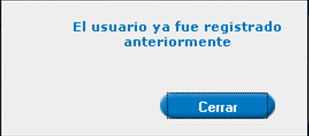 El usuario ya fue registrado
anteriormente
Cerrar